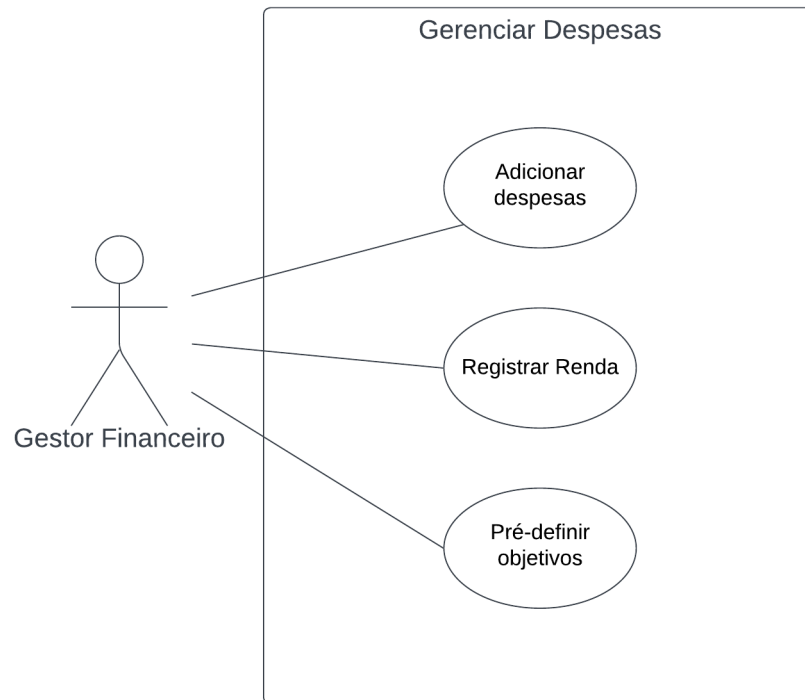 Gerenciar Despesas
Adicionar
despesas
Registrar Renda
Gestor Financeiro
Pré-definir
objetivos